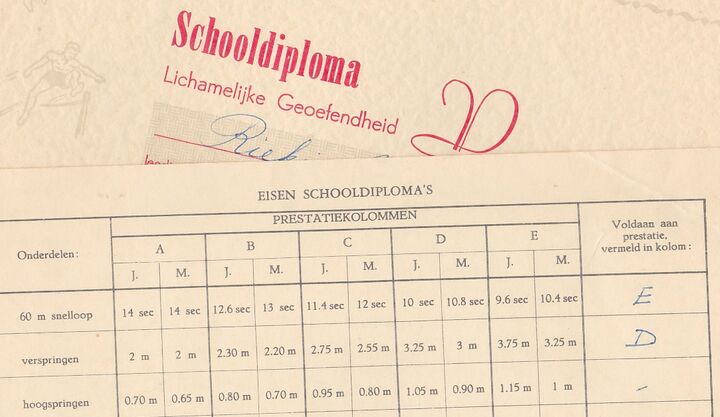 Schooldiploma
Lichamelijke Geoefendheid
D
EISEN SCHOOLDIPLOMA'S
Onderdelen: PRESTATIEKOLOMMEN Voldaan aan prestatie, vermeld in kolom:
A B C D E
J. M. J. M. J. M. J. M. J. M.
60 m snelloop 14 sec 14 sec 12.6 sec 13 sec 11.4 sec 12 sec 10 sec 10.8 sec 9.6 sec 10.4 sec E
verspringen 2 m 2 m 2.30 m 2.20 m 2.75 m 2.55 m 3.25 m 3 m 3.75 m 3.25 m D
hoogspringen 0.70 m 0.65 m 0.80 m 0.70 m 0.95 m 0.80 m 1.05 m 0.90 m 1.15 m 1 m -